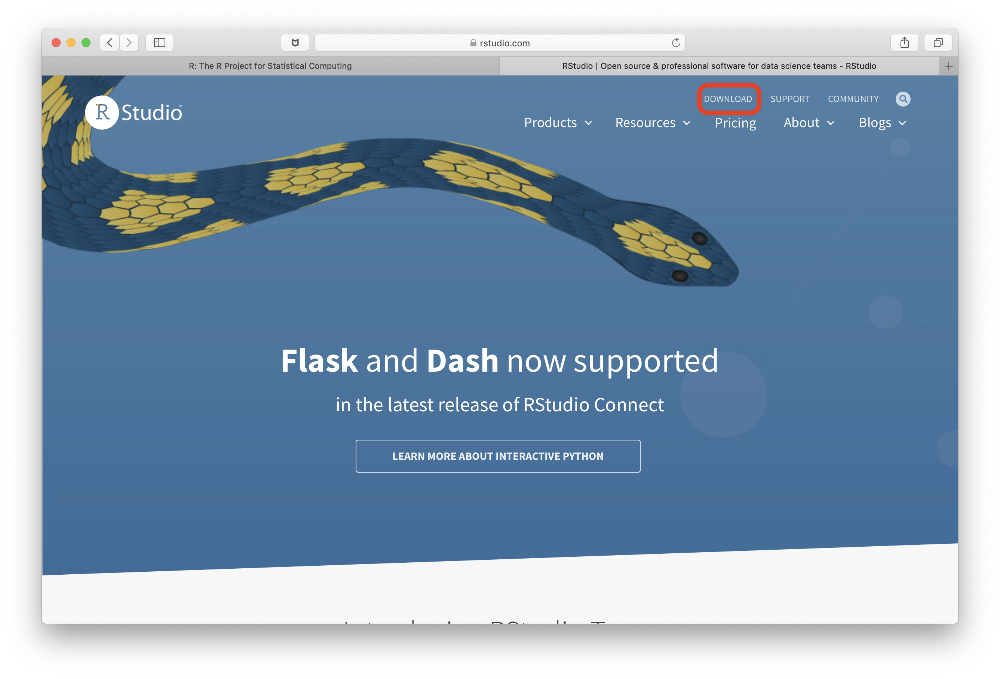 rstudio.com
R: The R Project for Statistical Computing
RStudio | Open source & professional software for data science teams - RStudio
DOWNLOAD SUPPORT COMMUNITY
R Studio®
Products Resources Pricing About Blogs
Flask and Dash now supported
in the latest release of RStudio Connect
LEARN MORE ABOUT INTERACTIVE PYTHON